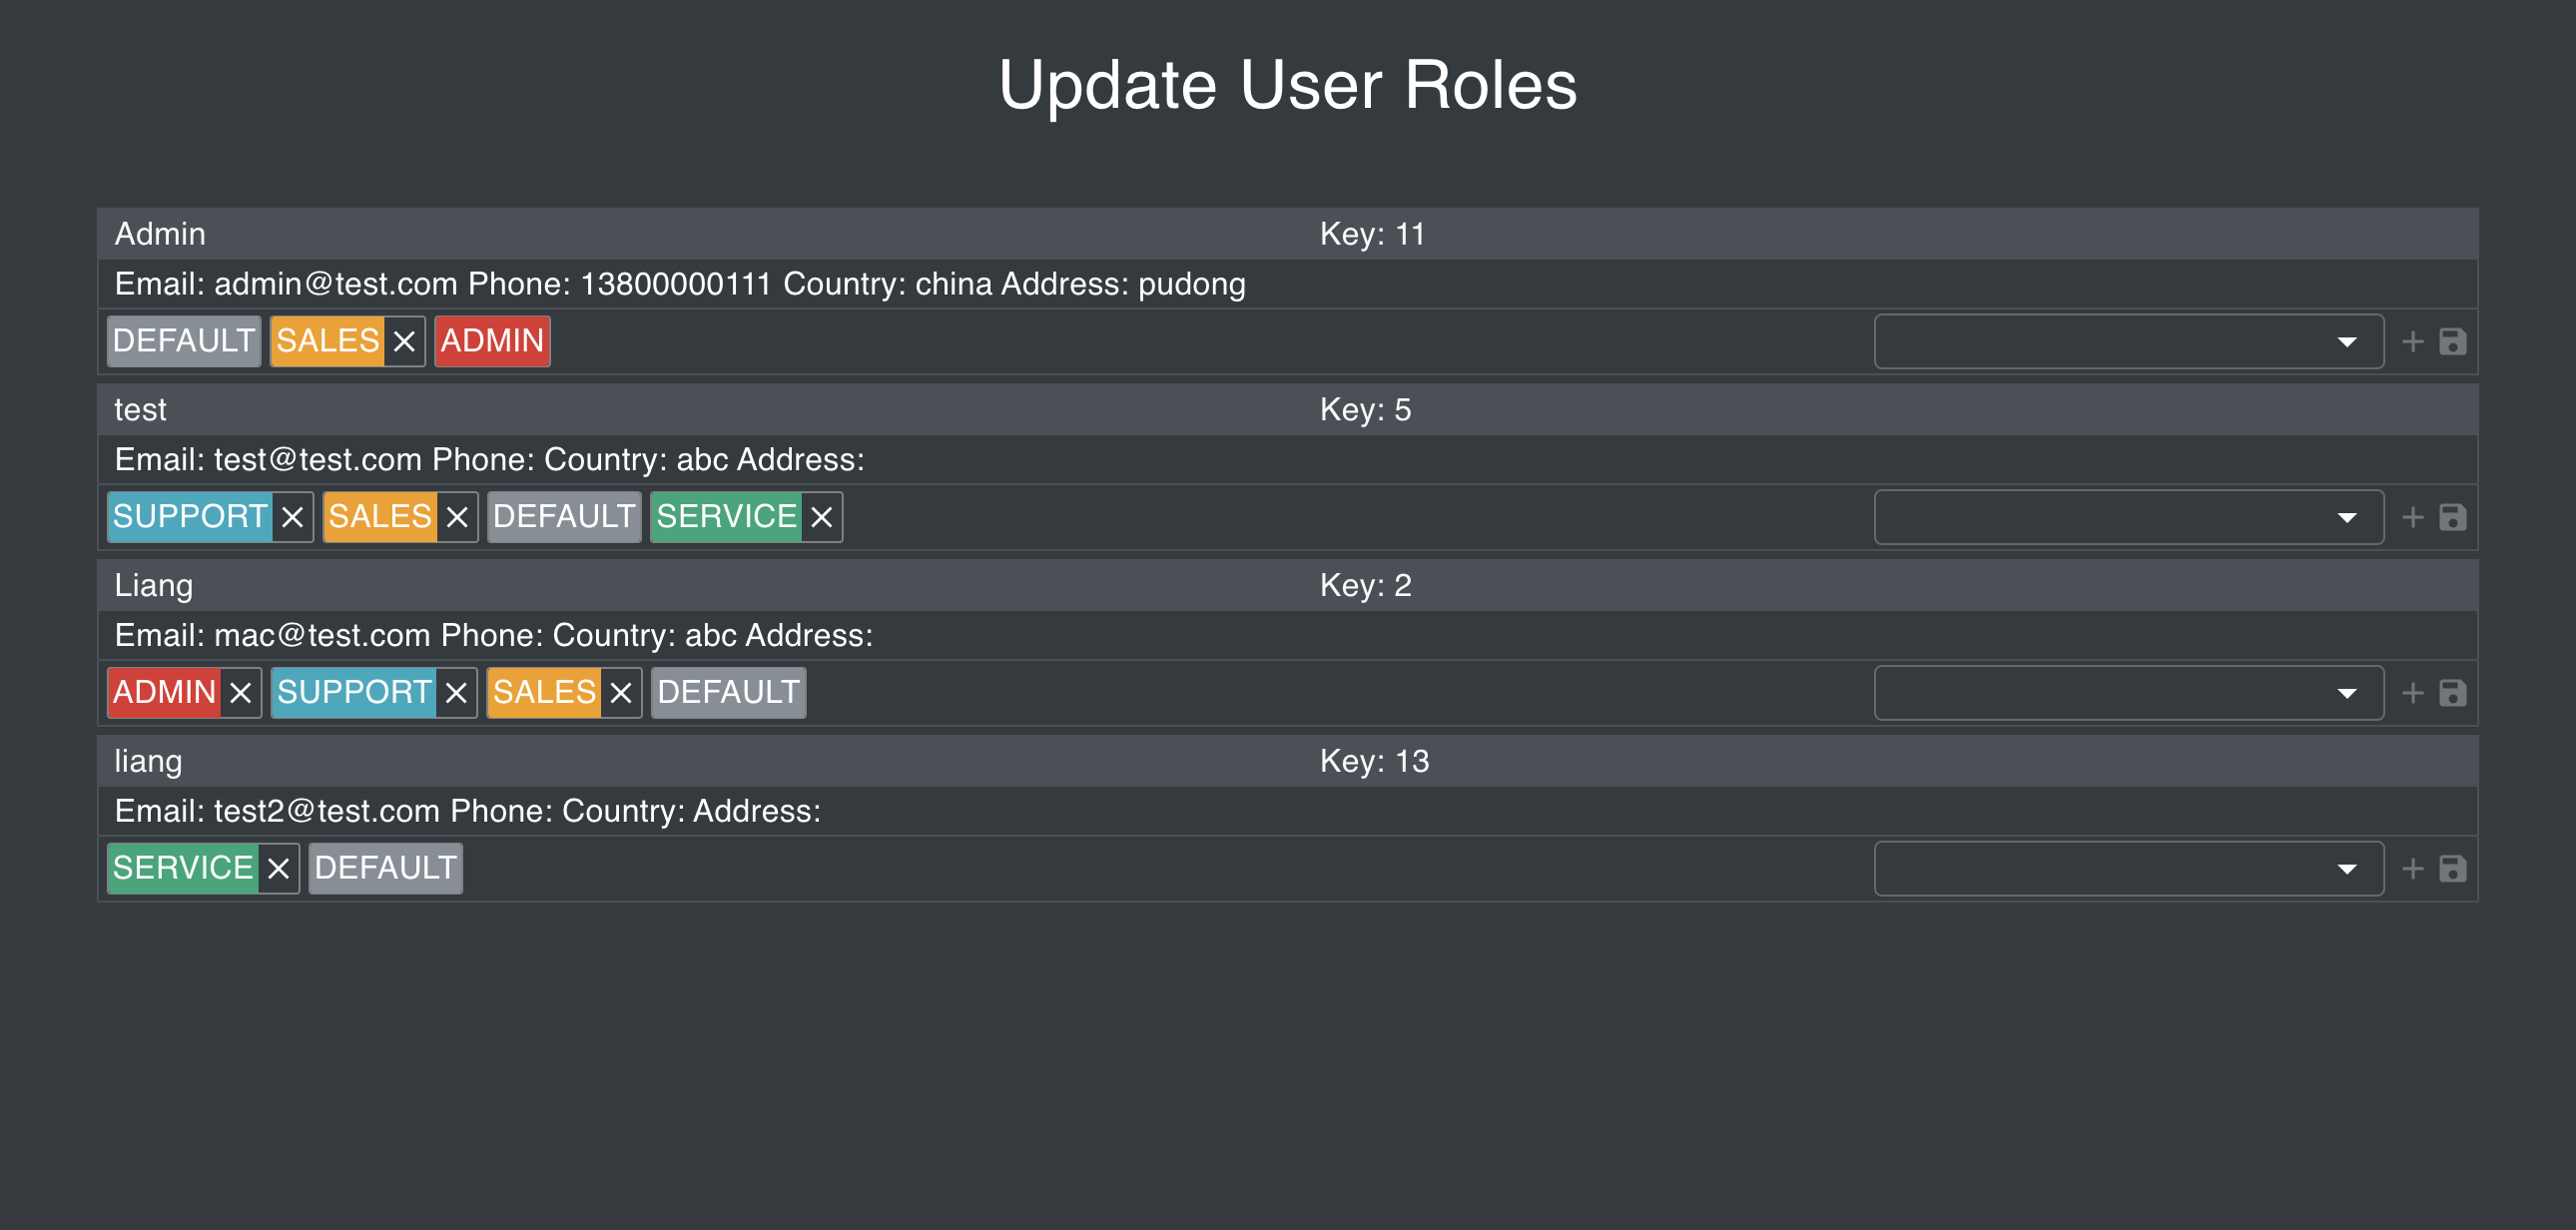 Update User Roles
Admin Key: 11
Email: admin@test.com Phone: 13800000111 Country: china Address: pudong
DEFAULT SALES ADMIN
test Key: 5
Email: test@test.com Phone: Country: abc Address:
SUPPORT SALES DEFAULT SERVICE
Liang Key: 2
Email: mac@test.com Phone: Country: abc Address:
ADMIN SUPPORT SALES DEFAULT
liang Key: 13
Email: test2@test.com Phone: Country: Address:
SERVICE DEFAULT